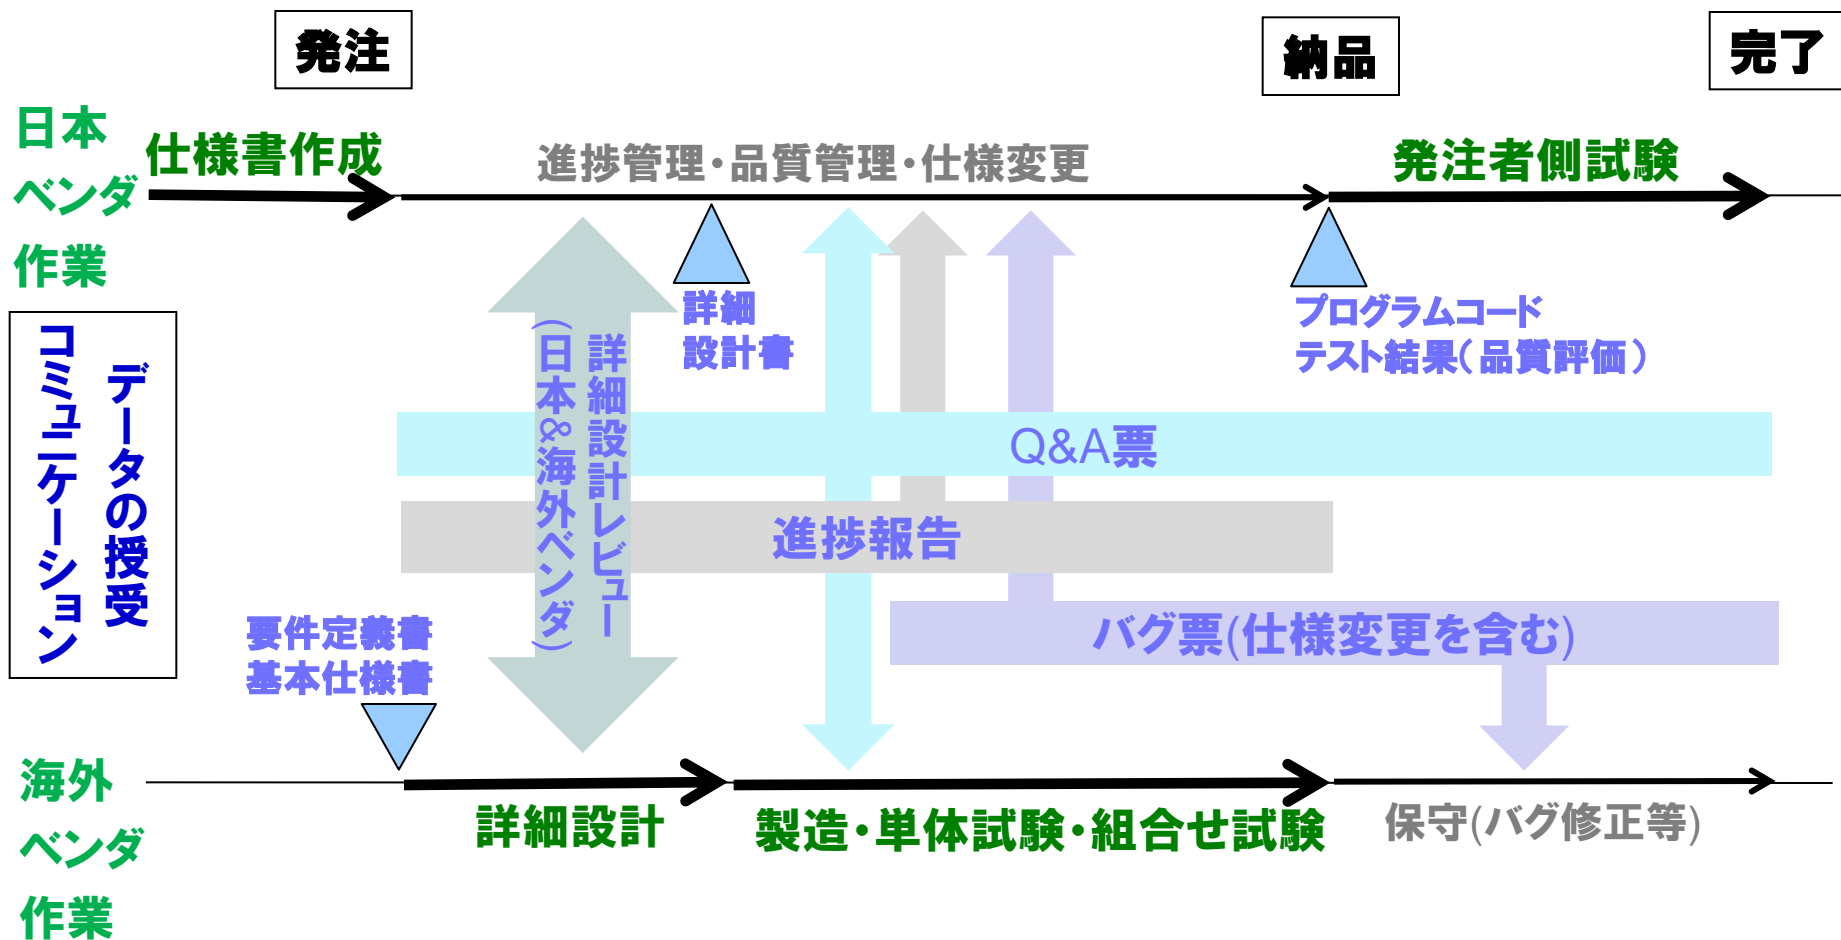 発注
納品
完了
日本
ベンダ
作業
仕様書作成
進捗管理・品質管理・仕様変更
発注者側試験
詳細
設計書
プログラムコード
テスト結果(品質評価)
データの授受
コミュニケーション
詳細設計レビュー
(日本&海外ベンダ)
Q&A票
進捗報告
バグ票(仕様変更を含む)
要件定義書
基本仕様書
海外
ベンダ
作業
詳細設計
製造・単体試験・組合せ試験
保守(バグ修正等)